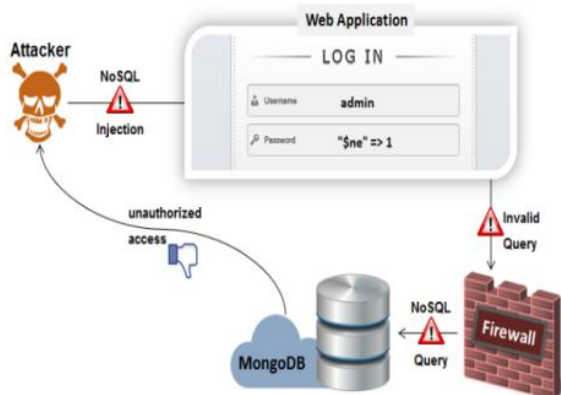 Web Application
Attacker
NoSQL
Injection
LOG IN
Username
admin
Password
"$ne" => 1
Invalid
Query
unauthorized
access
NoSQL
Query
Firewall
MongoDB